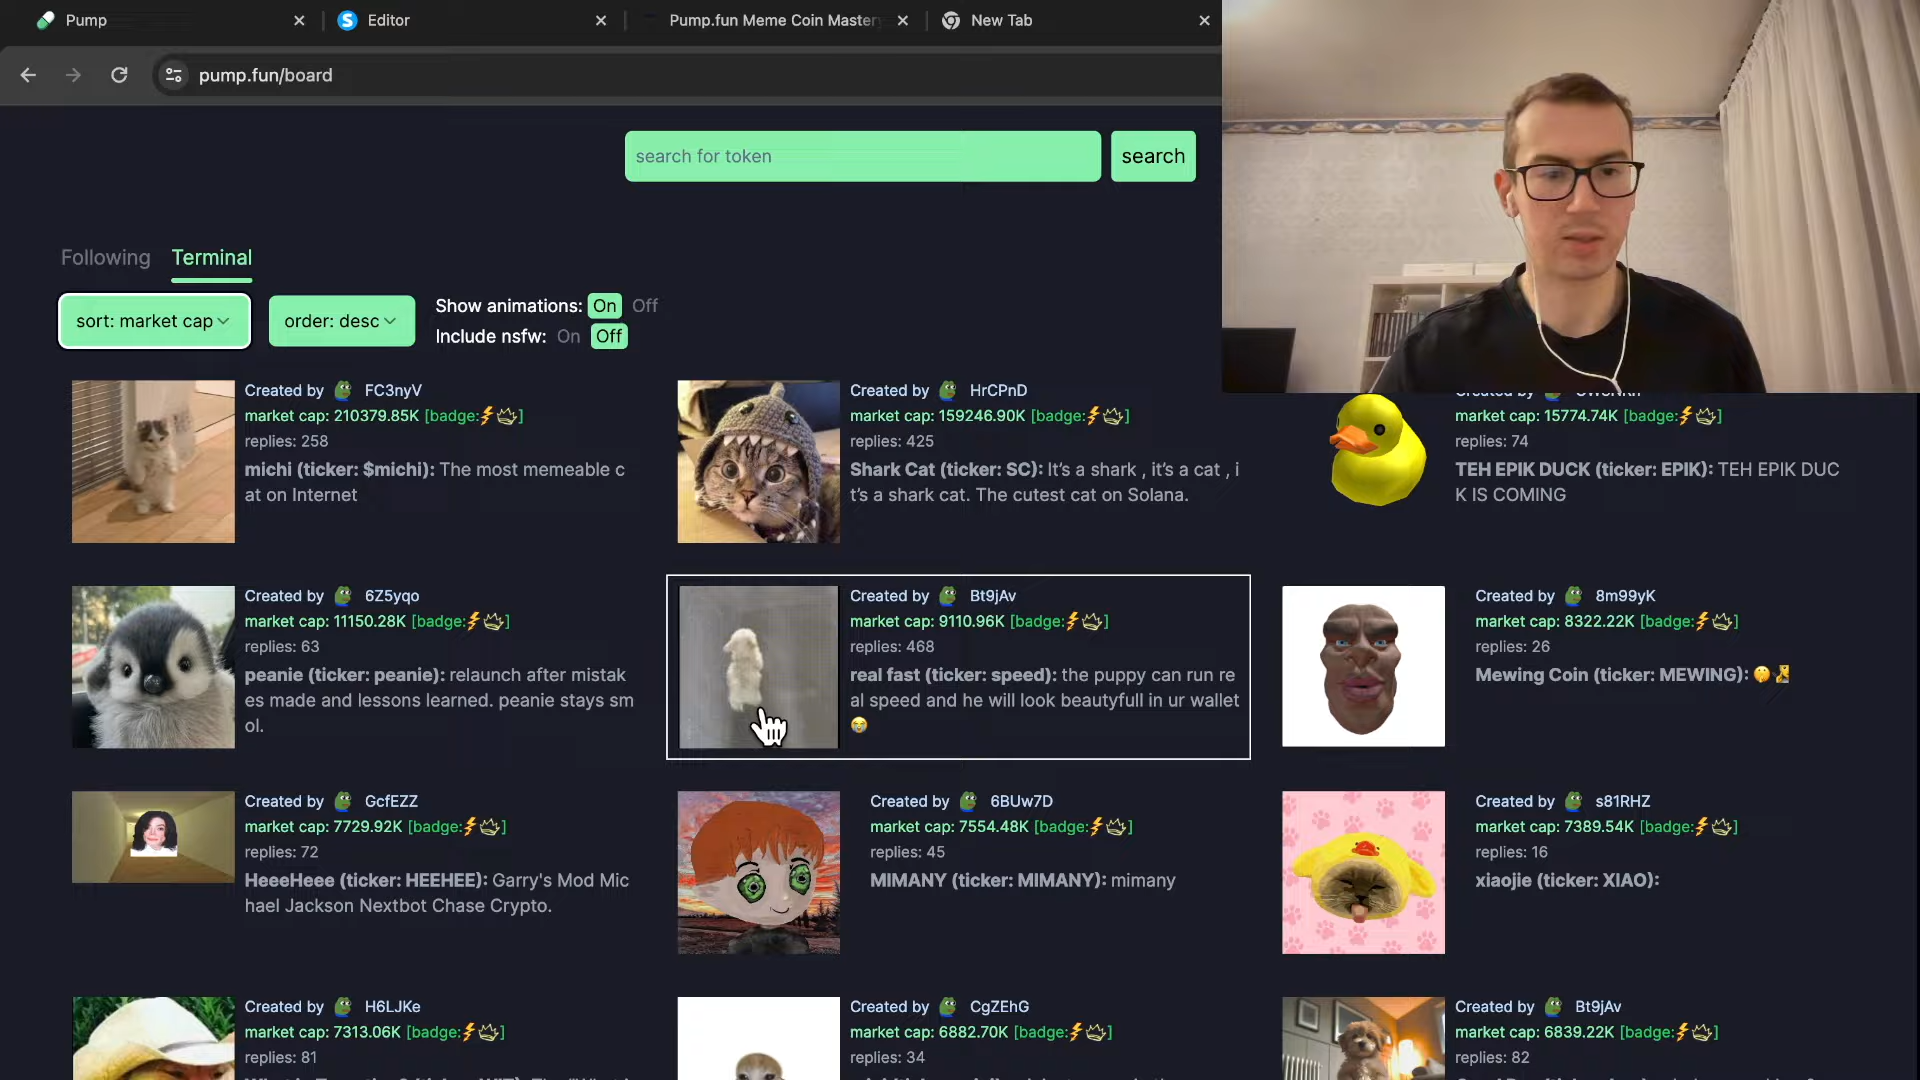 Pump
Editor
Pump.fun Meme Coin Master
New Tab
pump.fun/board
search for token
search
Following
Terminal
sort: market cap
order: desc
Show animations: On Off
Include nsfw: On Off
Created by FC3nyV
market cap: 210379.85K [badge:⚡👑]
replies: 258
michi (ticker: $michi): The most memeable c
at on Internet
Created by HrCPnD
market cap: 159246.90K [badge:⚡👑]
replies: 425
Shark Cat (ticker: SC): It's a shark , it's a cat , i
t's a shark cat. The cutest cat on Solana.
market cap: 15774.74K [badge:⚡👑]
replies: 74
TEH EPIK DUCK (ticker: EPIK): TEH EPIK DUC
K IS COMING
Created by 6Z5yqo
market cap: 11150.28K [badge:⚡👑]
replies: 63
peanie (ticker: peanie): relaunch after mistak
es made and lessons learned. peanie stays sm
ol.
Created by Bt9jAv
market cap: 9110.96K [badge:⚡👑]
replies: 468
real fast (ticker: speed): the puppy can run re
al speed and he will look beautyfull in ur wallet
😭
Created by 8m99yK
market cap: 8322.22K [badge:⚡👑]
replies: 26
Mewing Coin (ticker: MEWING): 🤫🧏
Created by GcfEZZ
market cap: 7729.92K [badge:⚡👑]
replies: 72
HeeeHeee (ticker: HEEHEE): Garry's Mod Mic
hael Jackson Nextbot Chase Crypto.
Created by 6BUw7D
market cap: 7554.48K [badge:⚡👑]
replies: 45
MIMANY (ticker: MIMANY): mimany
Created by s81RHZ
market cap: 7389.54K [badge:⚡👑]
replies: 16
xiaojie (ticker: XIAO):
Created by H6LJKe
market cap: 7313.06K [badge:⚡👑]
replies: 81
Created by CgZEhG
market cap: 6882.70K [badge:⚡👑]
replies: 34
Created by Bt9jAv
market cap: 6839.22K [badge:⚡👑]
replies: 82